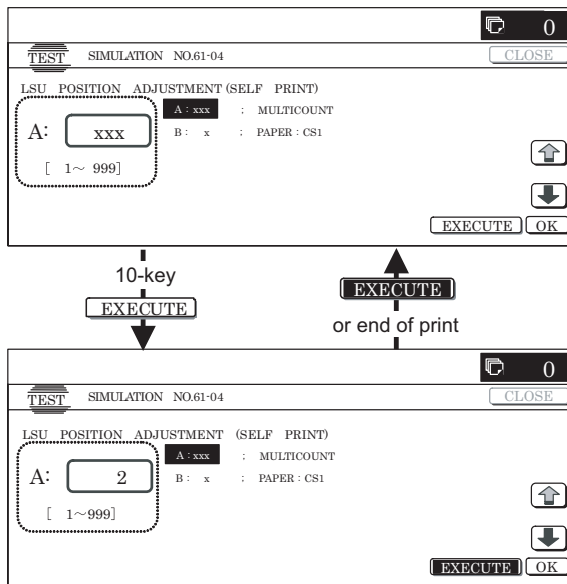 0
TEST SIMULATION NO.61-04 CLOSE
LSU POSITION ADJUSTMENT (SELF PRINT)
A : xxx ; MULTICOUNT
A: xxx B : x ; PAPER : CS1
[ 1～ 999]
EXECUTE OK
10-key
EXECUTE
EXECUTE
or end of print
0
TEST SIMULATION NO.61-04 CLOSE
LSU POSITION ADJUSTMENT (SELF PRINT)
A : xxx : MULTICOUNT
A: 2 B : x ; PAPER : CS1
[ 1～999]
EXECUTE OK